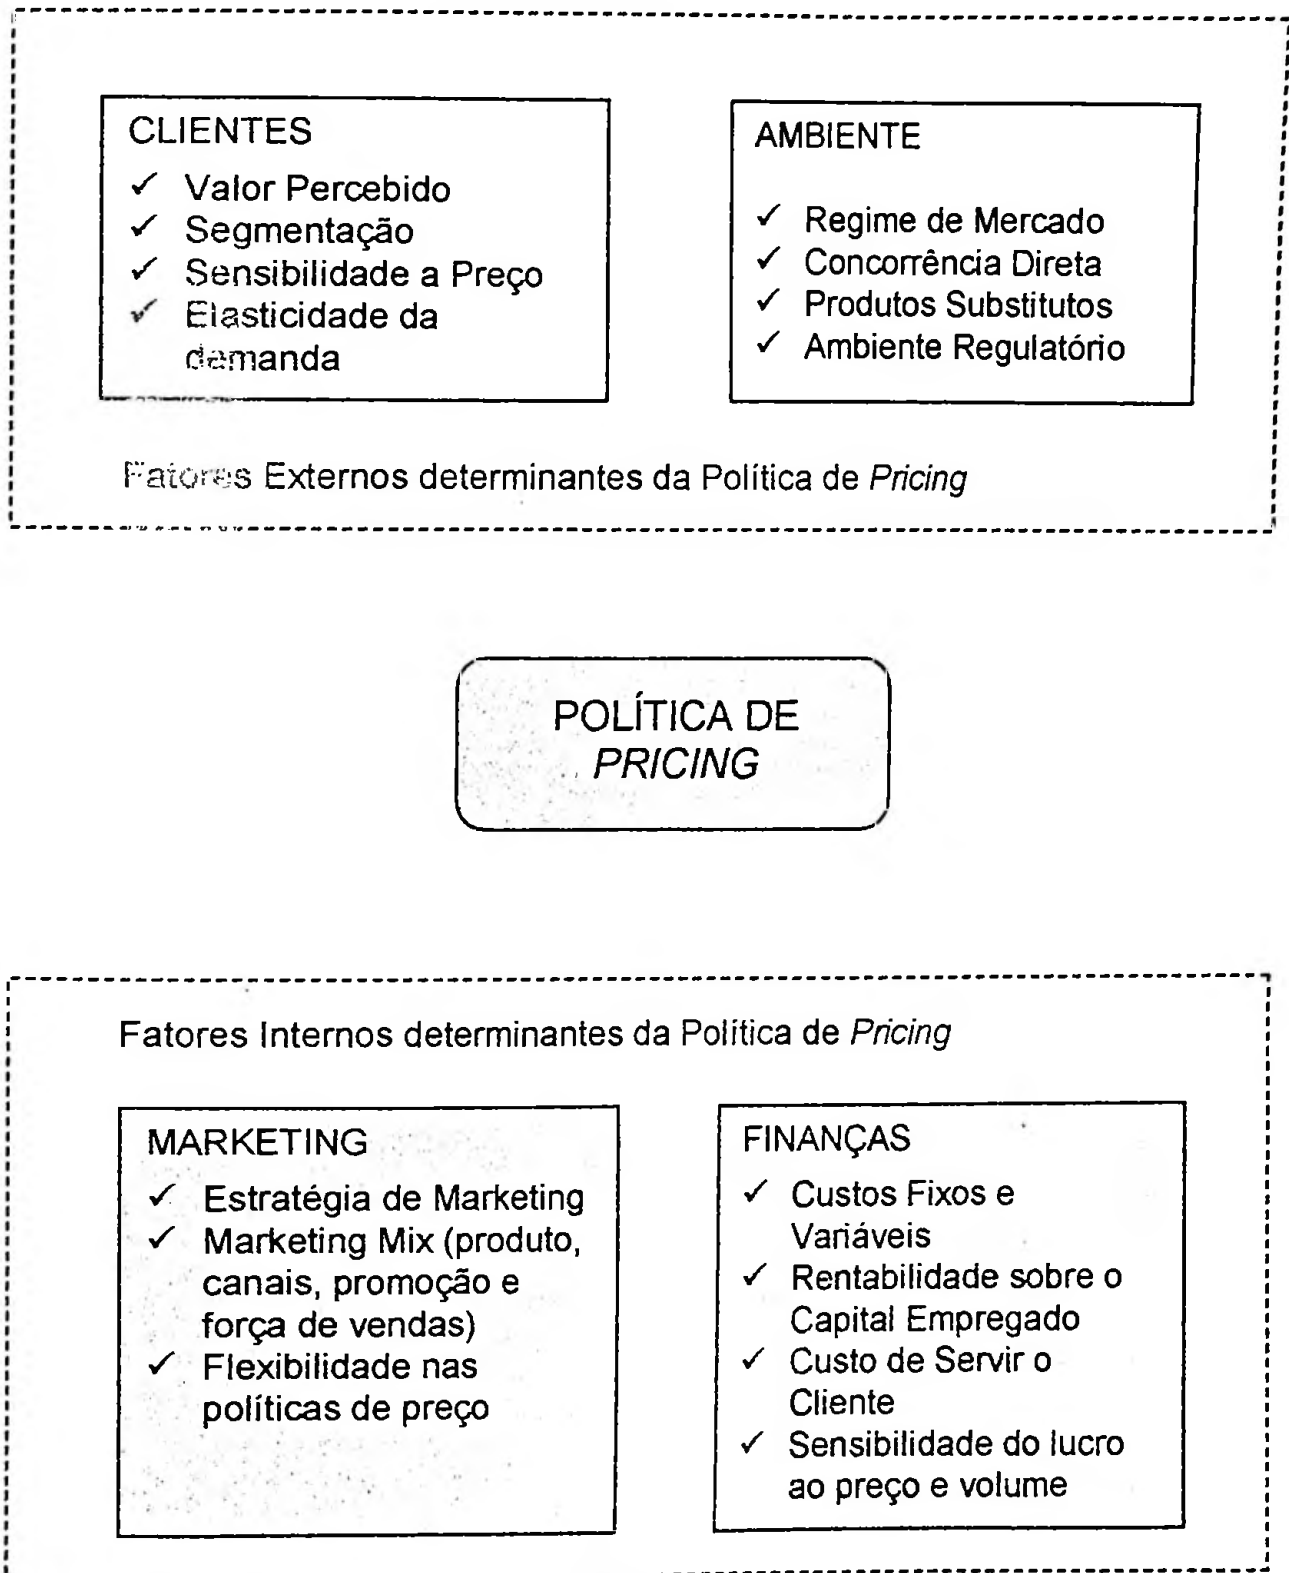 CLIENTES
✓ Valor Percebido
✓ Segmentação
✓ Sensibilidade a Preço
✓ Elasticidade da
demanda
AMBIENTE
✓ Regime de Mercado
✓ Concorrência Direta
✓ Produtos Substitutos
✓ Ambiente Regulatório
Fatores Externos determinantes da Política de Pricing
POLÍTICA DE
PRICING
Fatores Internos determinantes da Política de Pricing
MARKETING
✓ Estratégia de Marketing
✓ Marketing Mix (produto,
canais, promoção e
força de vendas)
✓ Flexibilidade nas
políticas de preço
FINANÇAS
✓ Custos Fixos e
Variáveis
✓ Rentabilidade sobre o
Capital Empregado
✓ Custo de Servir o
Cliente
✓ Sensibilidade do lucro
ao preço e volume